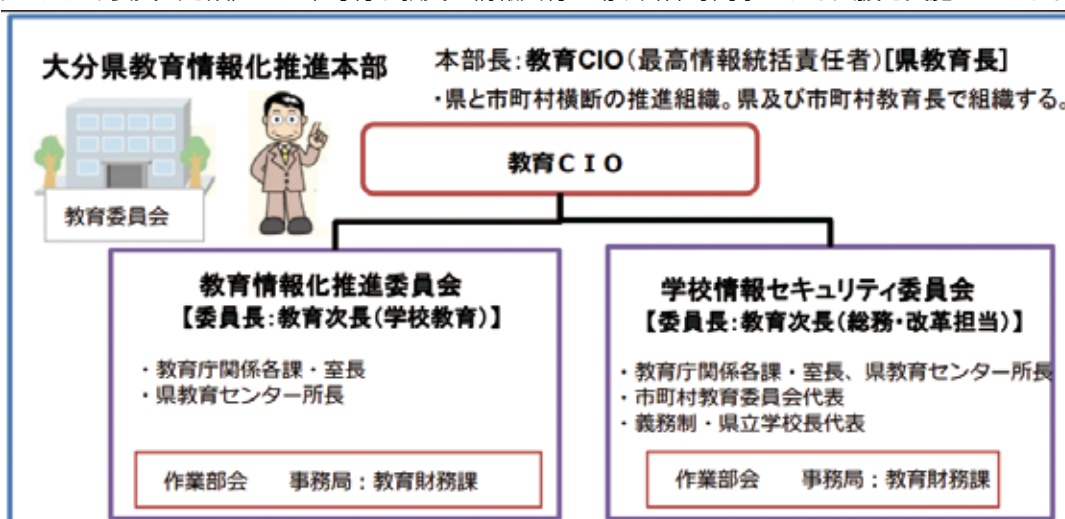 大分県教育情報化推進本部
本部長：教育CIO（最高情報統括責任者）[県教育長]
・県と市町村横断の推進組織。県及び市町村教育長で組織する。
教育ＣＩＯ
教育委員会
教育情報化推進委員会
【委員長：教育次長（学校教育）】
・教育庁関係各課・室長
・県教育センター所長
作業部会　事務局：教育財務課
学校情報セキュリティ委員会
【委員長：教育次長（総務・改革担当）】
・教育庁関係各課・室長、県教育センター所長
・市町村教育委員会代表
・義務制・県立学校長代表
作業部会　事務局：教育財務課